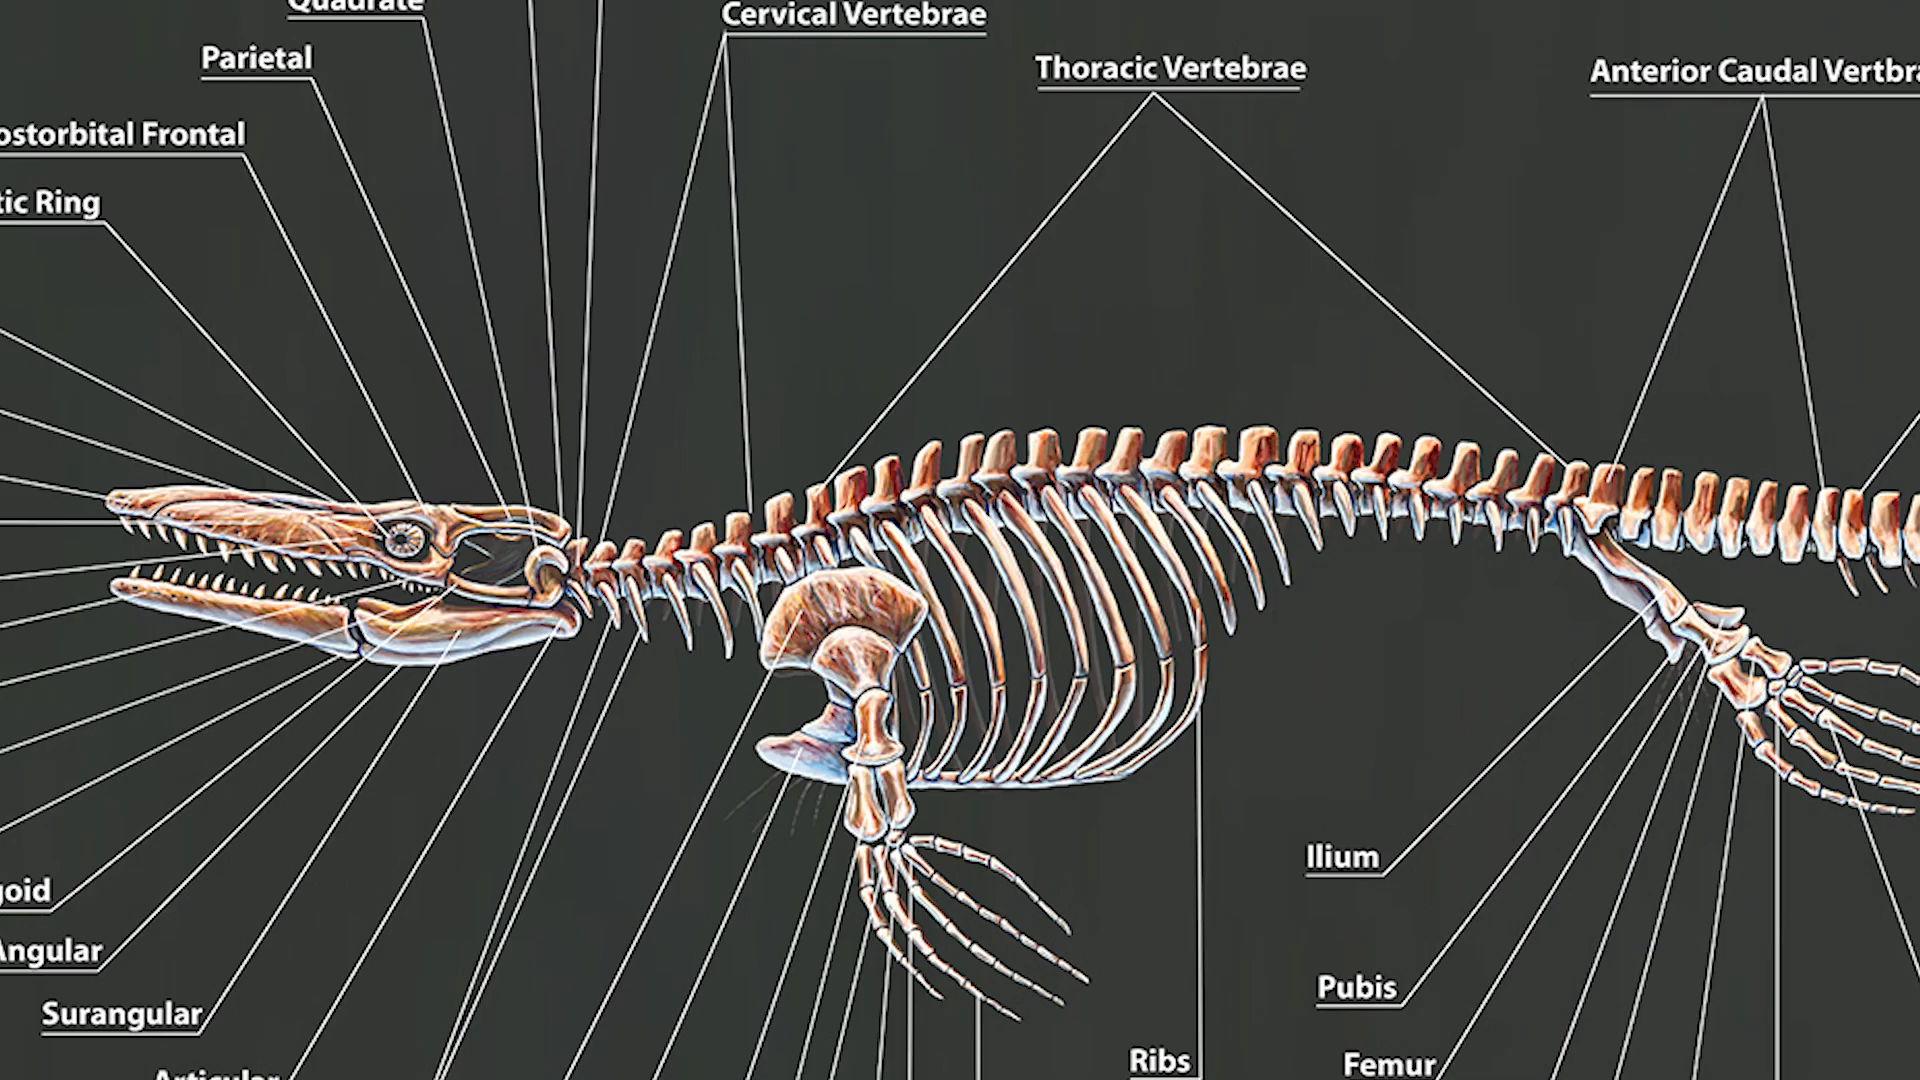 Quadrate
Cervical Vertebrae
Parietal
Thoracic Vertebrae
Anterior Caudal Vertbra
ostorbital Frontal
tic Ring
Ilium
goid
Angular
Pubis
Surangular
Ribs
Femur
Articular